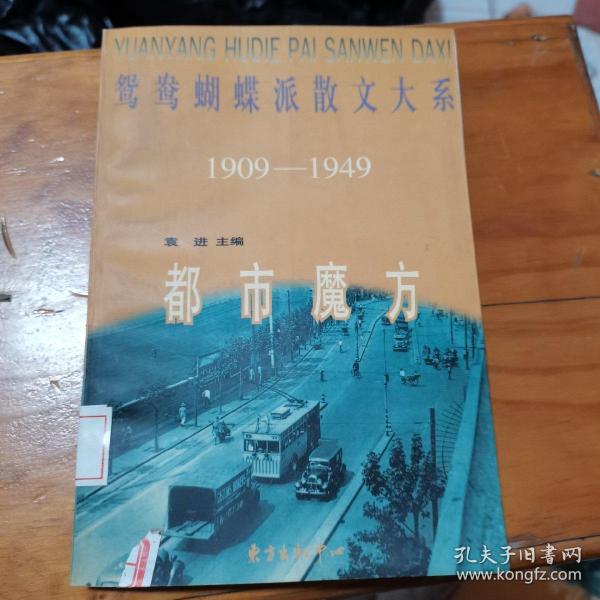 YUANYANG HUDIE PAI SANWEN DAXI
鸳鸯蝴蝶派散文大系
1909—1949
袁进 主编
都市魔方
东方出版中心
孔夫子旧书网
www.kongfz.com